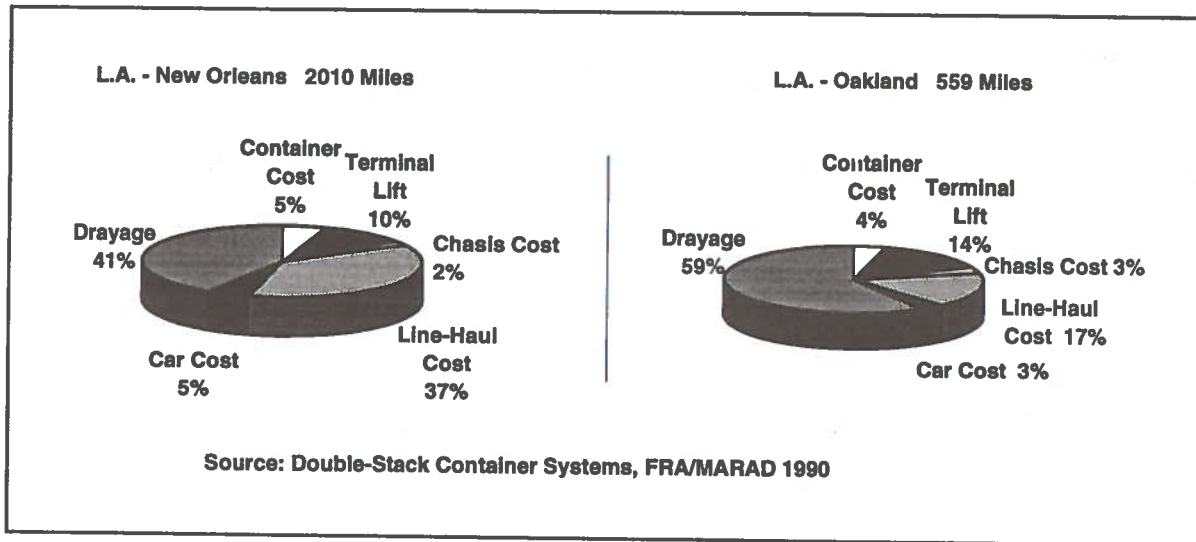 L.A. - New Orleans 2010 Miles
Container
Cost
5%
Terminal
Lift
10%
Drayage
41%
Chasis Cost
2%
Line-Haul
Cost
37%
Car Cost
5%
L.A. - Oakland 559 Miles
Container
Cost
4%
Terminal
Lift
14%
Drayage
59%
Chasis Cost 3%
Line-Haul
Cost 17%
Car Cost 3%
Source: Double-Stack Container Systems, FRA/MARAD 1990